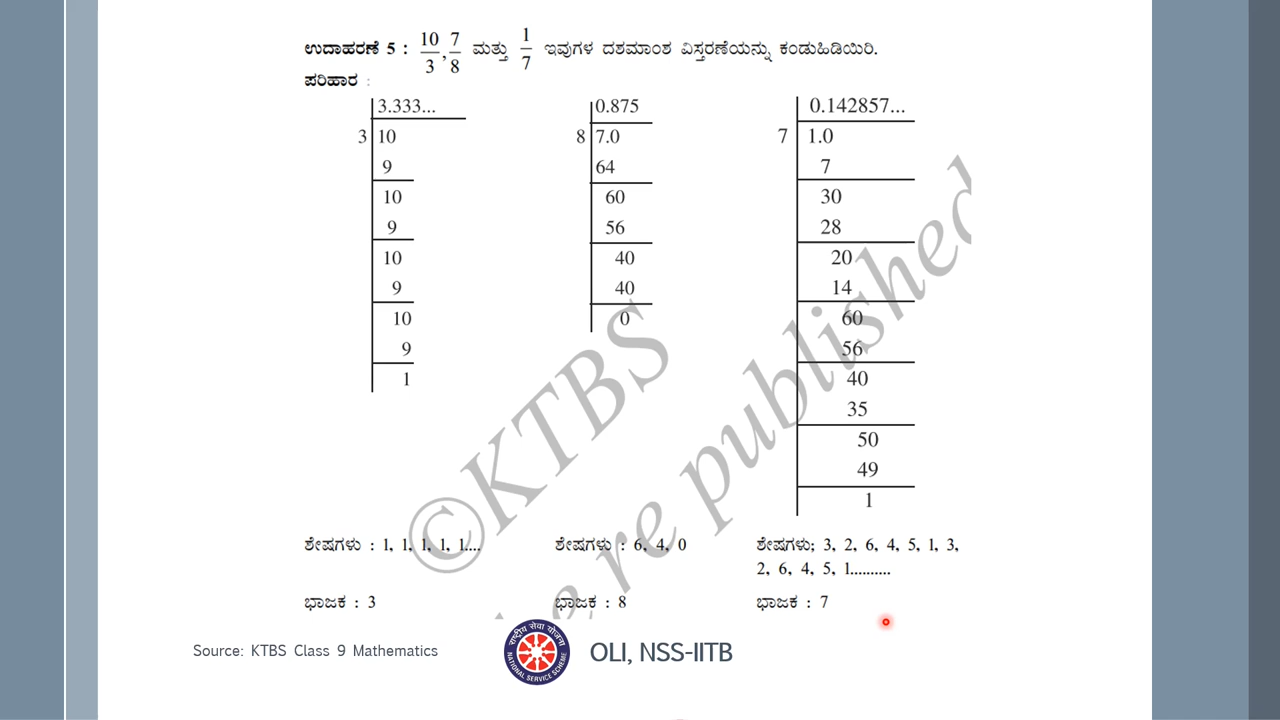 ಉದಾಹರಣೆ 5 : 10/3, 7/8 ಮತ್ತು 1/7 ಇವುಗಳ ದಶಮಾಂಶ ವಿಸ್ತರಣೆಯನ್ನು ಕಂಡುಹಿಡಿಯಿರಿ.
ಪರಿಹಾರ :
3.333...
3 10
9
10
9
10
9
10
9
1
0.875
8 7.0
64
60
56
40
40
0
0.142857...
7 1.0
7
30
28
20
14
60
56
40
35
50
49
1
ಶೇಷಗಳು : 1, 1, 1, 1, 1....
ಶೇಷಗಳು : 6, 4, 0
ಶೇಷಗಳು; 3, 2, 6, 4, 5, 1, 3,
2, 6, 4, 5, 1..........
ಭಾಜಕ : 3
ಭಾಜಕ : 8
ಭಾಜಕ : 7
©KTBS
be re published
Source: KTBS Class 9 Mathematics
राष्ट्रीय सेवा योजना
NATIONAL SERVICE SCHEME
OLI, NSS-IITB